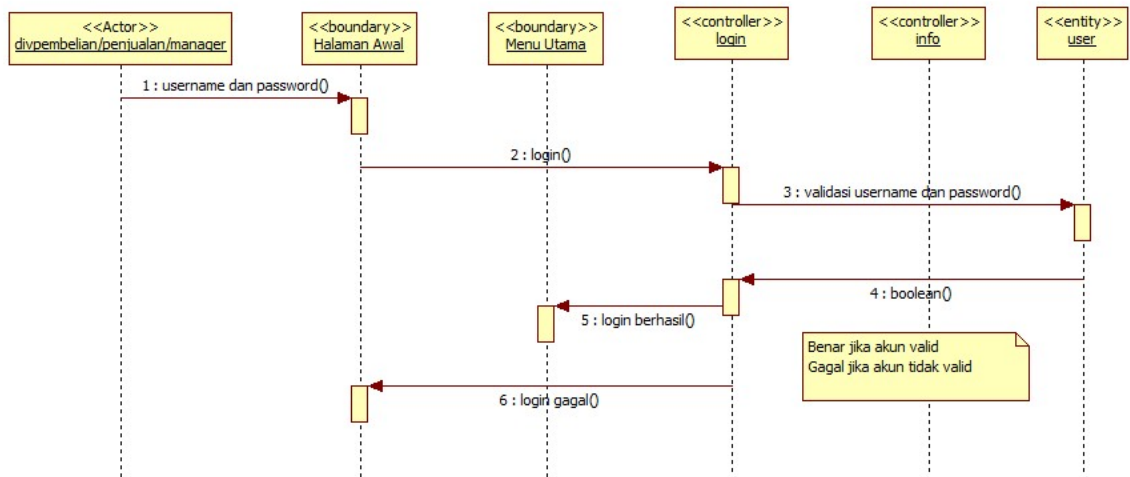 <<Actor>>
divpembelian/penjualan/manager
<<boundary>>
Halaman Awal
<<boundary>>
Menu Utama
<<controller>>
login
<<controller>>
info
<<entity>>
user
1 : username dan password()
2 : login()
3 : validasi username dan password()
4 : boolean()
5 : login berhasil()
Benar jika akun valid
Gagal jika akun tidak valid
6 : login gagal()